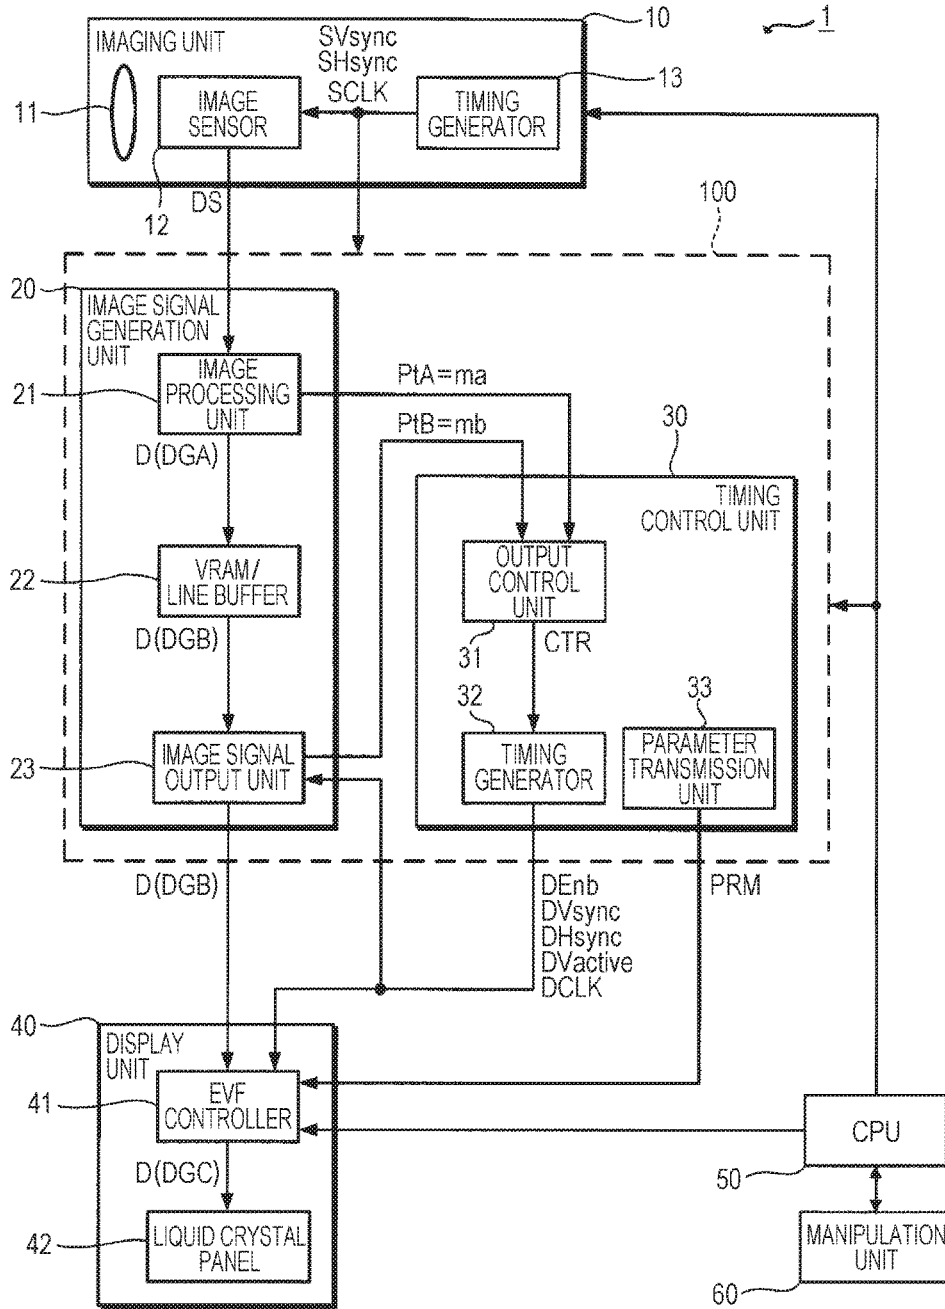 10
1
IMAGING UNIT
SVsync
SHsync
SCLK
13
11
IMAGE
SENSOR
TIMING
GENERATOR
DS
12
100
20
IMAGE SIGNAL
GENERATION
UNIT
IMAGE
PROCESSING
UNIT
21
PtA=ma
PtB=mb
30
D(DGA)
TIMING
CONTROL UNIT
22
VRAM/
LINE BUFFER
OUTPUT
CONTROL
UNIT
D(DGB)
31
CTR
32
33
23
IMAGE SIGNAL
OUTPUT UNIT
TIMING
GENERATOR
PARAMETER
TRANSMISSION
UNIT
D(DGB)
DEnb
DVsync
DHsync
DVactive
DCLK
PRM
40
DISPLAY
UNIT
41
EVF
CONTROLLER
CPU
50
D(DGC)
42
LIQUID CRYSTAL
PANEL
MANIPULATION
UNIT
60